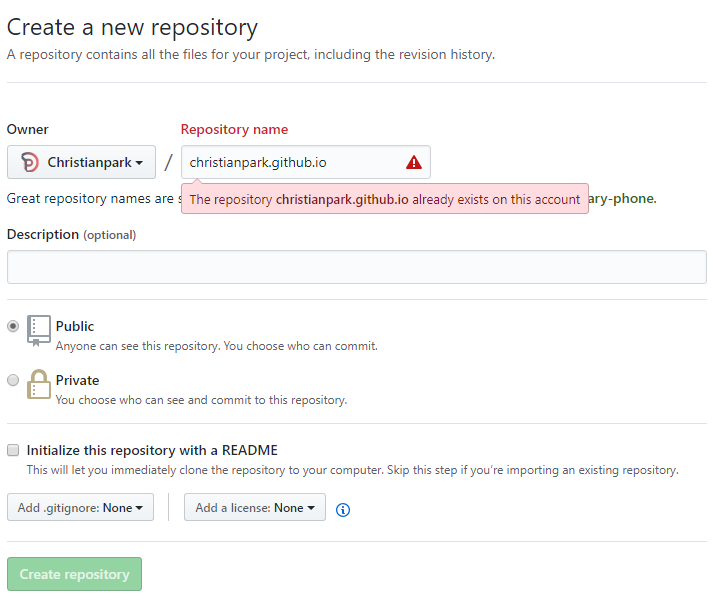 Create a new repository
A repository contains all the files for your project, including the revision history.
Owner
Repository name
Christianpark / christianpark.github.io
Great repository names are s
ary-phone.
The repository christianpark.github.io already exists on this account
Description (optional)
Public
Anyone can see this repository. You choose who can commit.
Private
You choose who can see and commit to this repository.
Initialize this repository with a README
This will let you immediately clone the repository to your computer. Skip this step if you’re importing an existing repository.
Add .gitignore: None
Add a license: None
Create repository